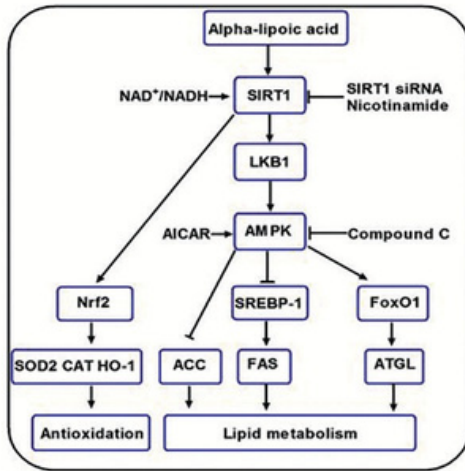 Alpha-lipoic acid
NAD⁺/NADH
SIRT1
SIRT1 siRNA
Nicotinamide
LKB1
AICAR
AMPK
Compound C
Nrf2
SREBP-1
FoxO1
SOD2 CAT HO-1
ACC
FAS
ATGL
Antioxidation
Lipid metabolism